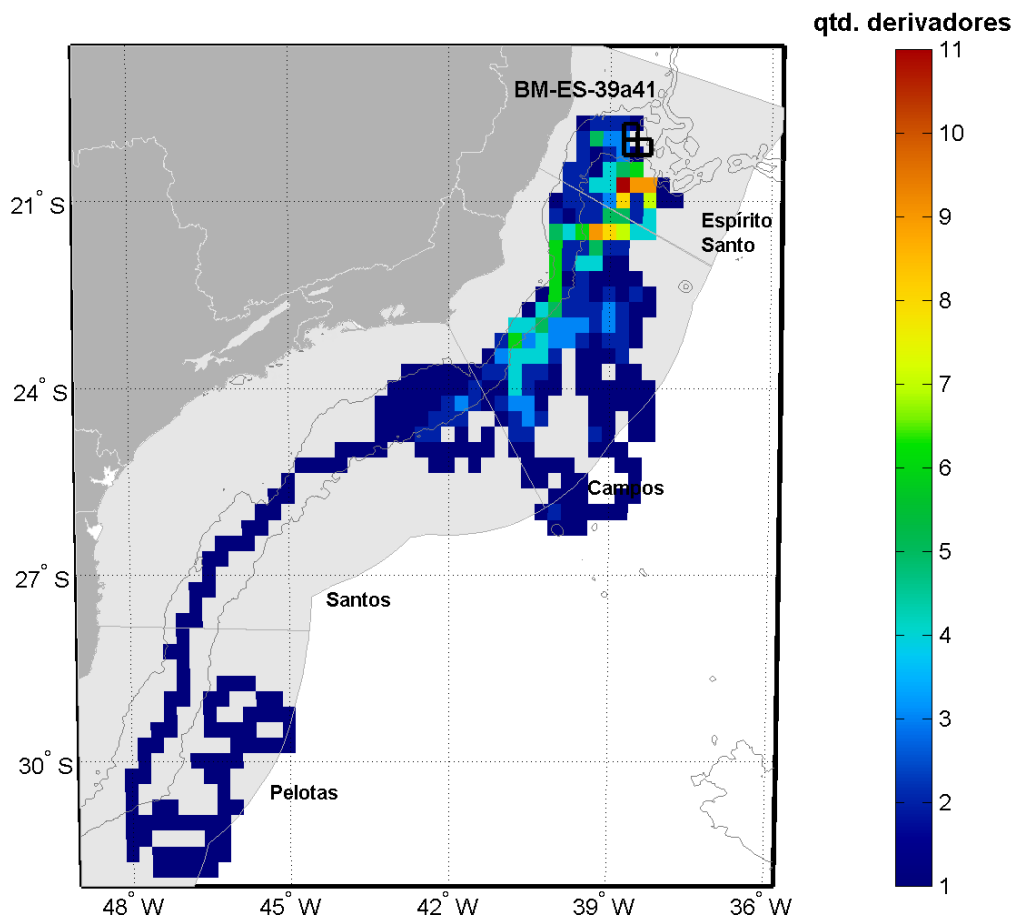 qtd. derivadores
BM-ES-39a41
11
10
9
8
7
6
5
4
3
2
1
21° S
24° S
27° S
30° S
Espírito
Santo
Campos
Santos
Pelotas
48° W
45° W
42° W
39° W
36° W